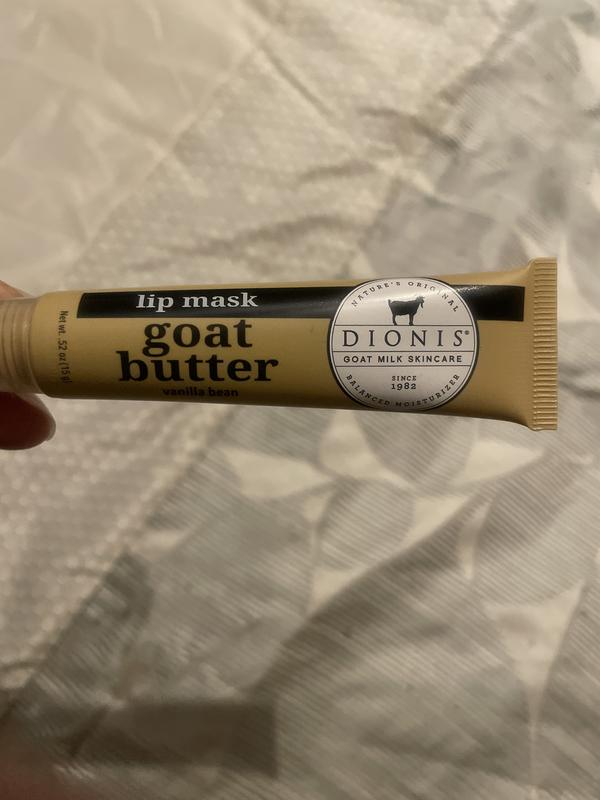 lip mask
goat
butter
vanilla bean
Net wt. .52 oz (15 g)
NATURE'S ORIGINAL
DIONIS®
GOAT MILK SKINCARE
SINCE
1982
BALANCED MOISTURIZER